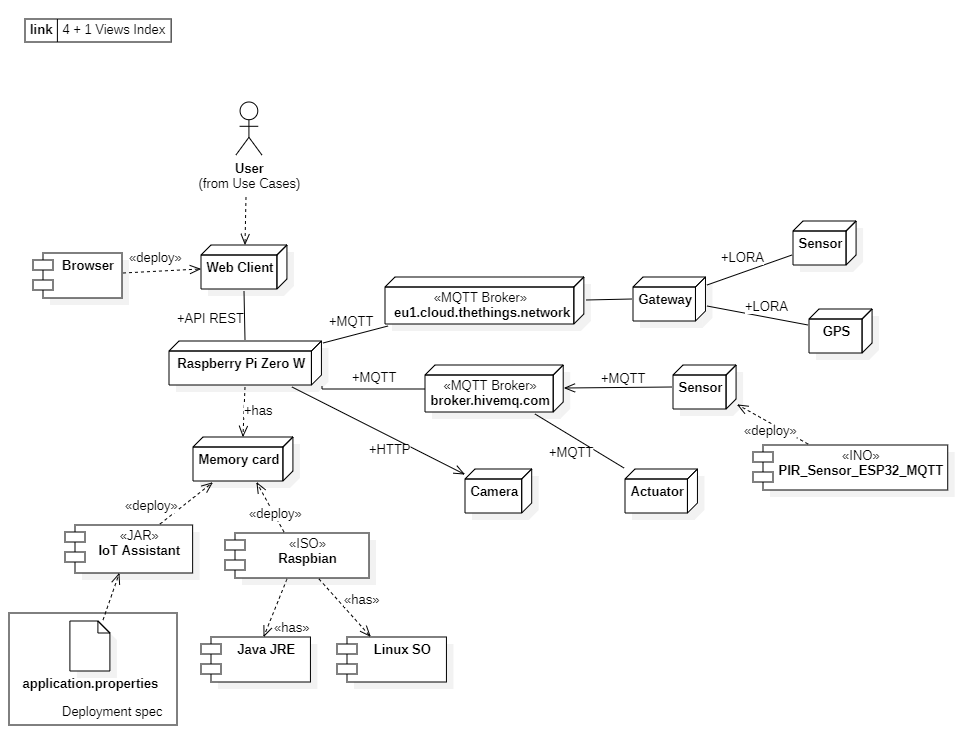 link 4 + 1 Views Index
User
(from Use Cases)
Browser
«deploy»
Web Client
+API REST
Raspberry Pi Zero W
+MQTT
«MQTT Broker»
eu1.cloud.thethings.network
Gateway
+LORA
Sensor
+LORA
GPS
+MQTT
«MQTT Broker»
broker.hivemq.com
+MQTT
Sensor
«deploy»
«INO»
PIR_Sensor_ESP32_MQTT
+has
+HTTP
+MQTT
Memory card
Camera
Actuator
«deploy»
«deploy»
«JAR»
IoT Assistant
«ISO»
Raspbian
«has»
«has»
Java JRE
Linux SO
application.properties
Deployment spec